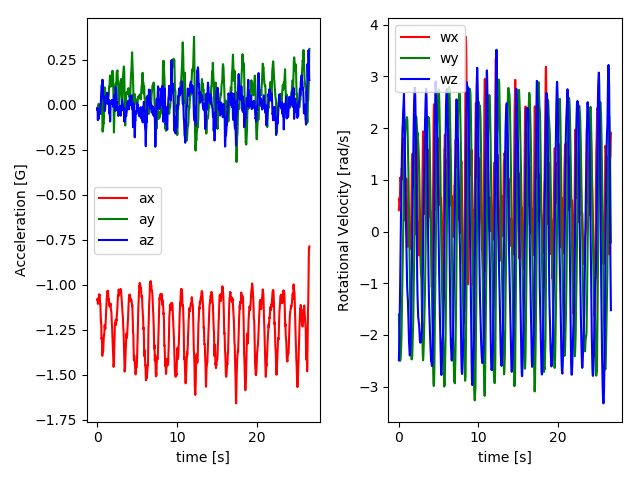 0.25
0.00
−0.25
−0.50
−0.75
−1.00
−1.25
−1.50
−1.75
Acceleration [G]
ax
ay
az
0
10
20
time [s]
4
3
2
1
0
−1
−2
−3
Rotational Velocity [rad/s]
wx
wy
wz
0
10
20
time [s]